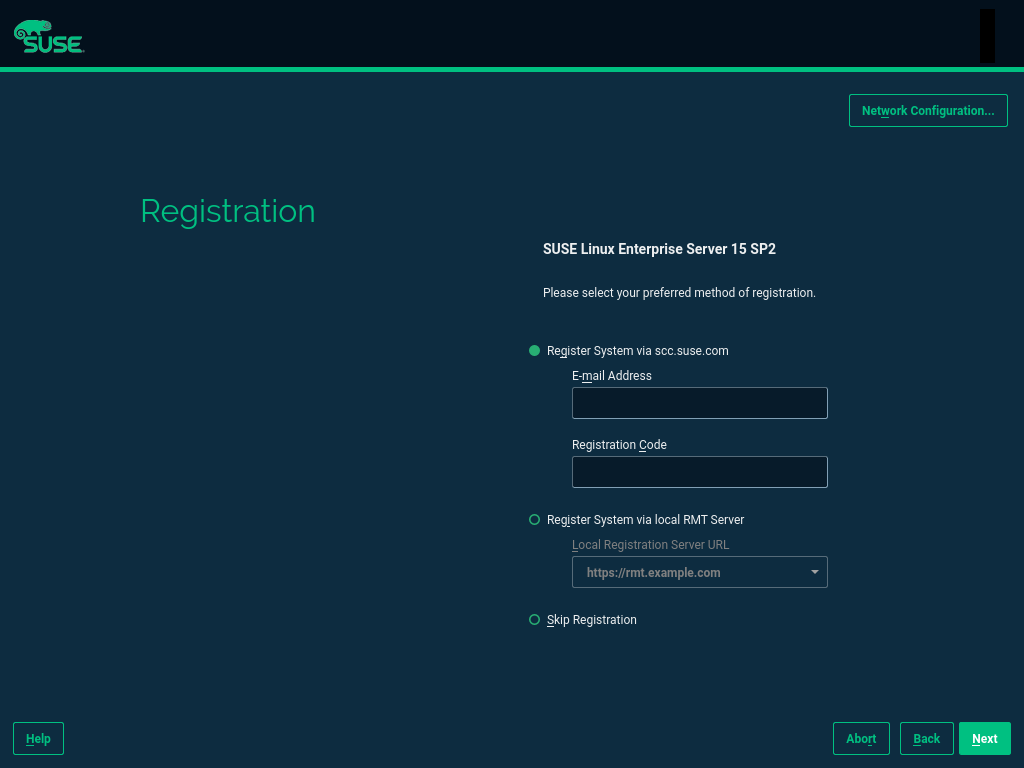 SUSE
Network Configuration...
Registration
SUSE Linux Enterprise Server 15 SP2
Please select your preferred method of registration.
Register System via scc.suse.com
E-mail Address
Registration Code
Register System via local RMT Server
Local Registration Server URL
https://rmt.example.com
Skip Registration
Help
Abort
Back
Next